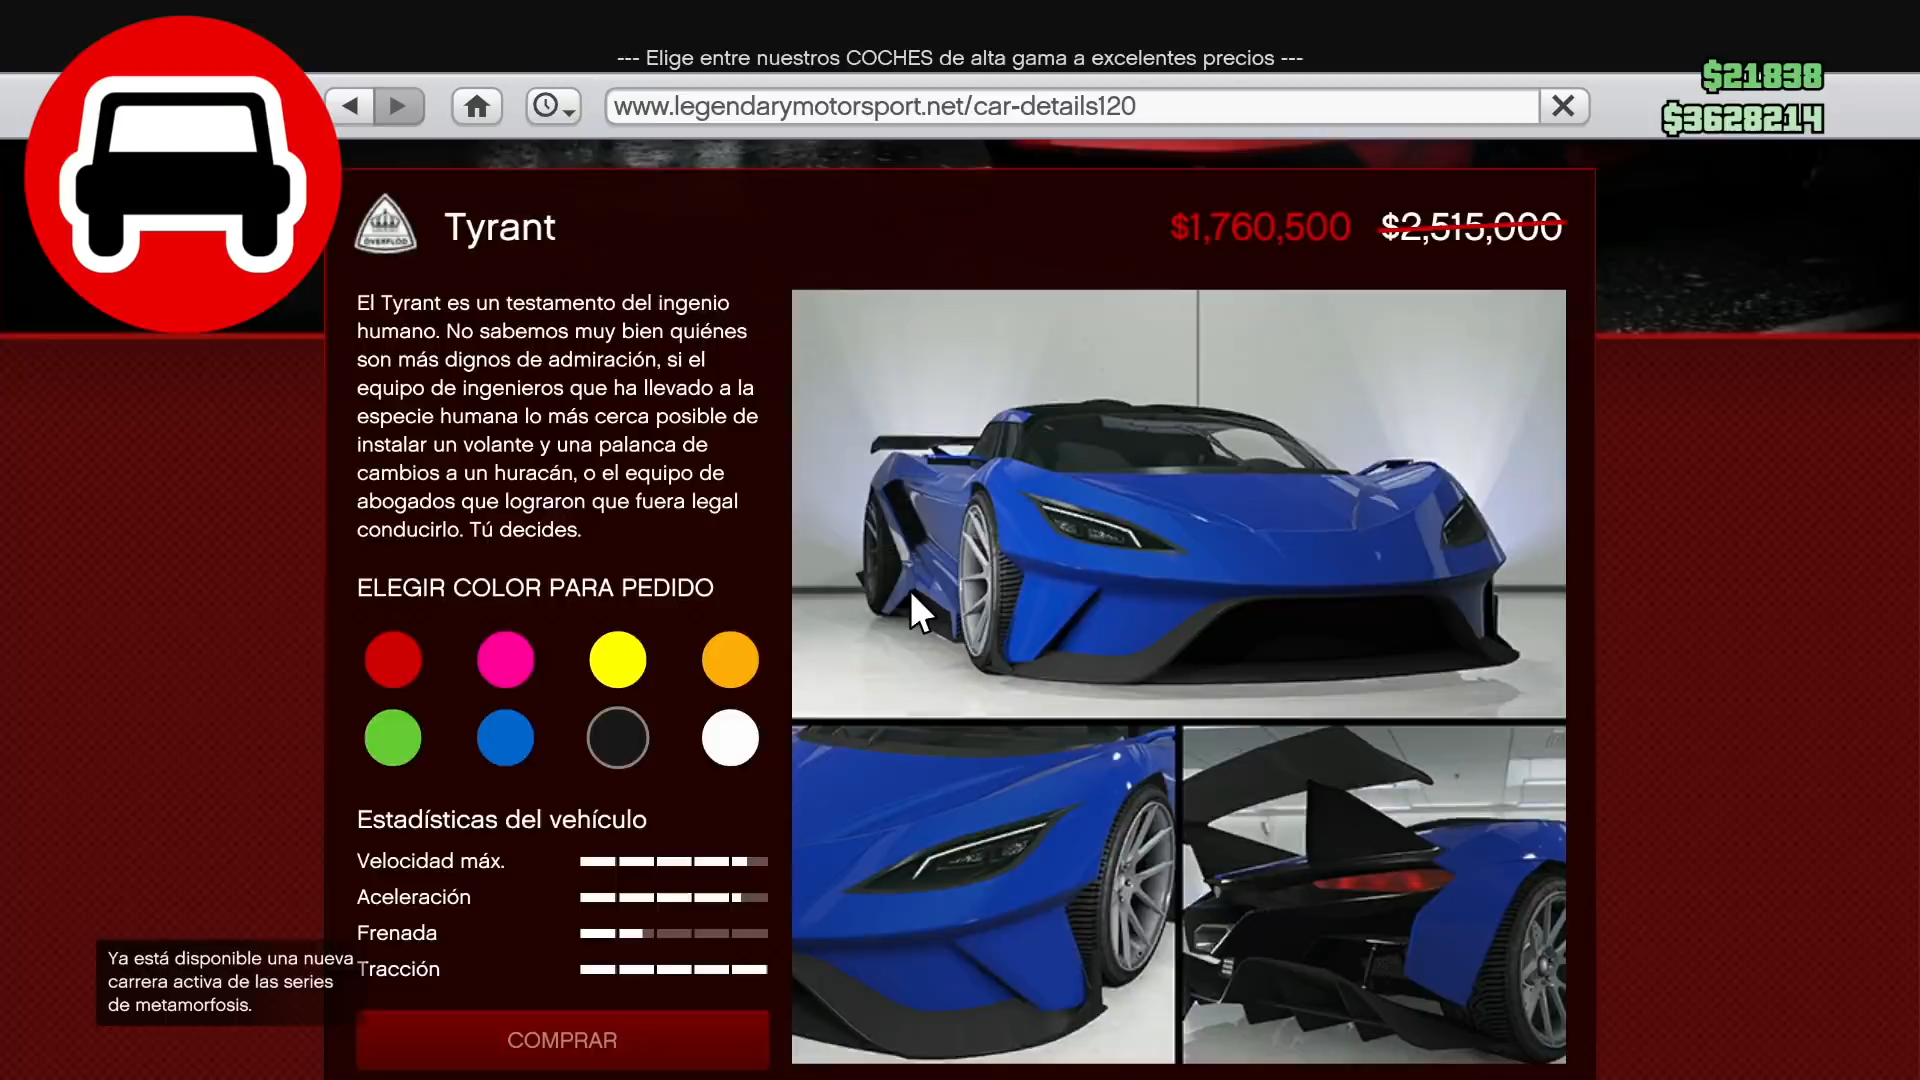 --- Elige entre nuestros COCHES de alta gama a excelentes precios ---
$21838
www.legendarymotorsport.net/car-details120
$3628214
ÖVERFLÖD
Tyrant
$1,760,500 $2,515,000
El Tyrant es un testamento del ingenio
humano. No sabemos muy bien quiénes
son más dignos de admiración, si el
equipo de ingenieros que ha llevado a la
especie humana lo más cerca posible de
instalar un volante y una palanca de
cambios a un huracán, o el equipo de
abogados que lograron que fuera legal
conducirlo. Tú decides.
ELEGIR COLOR PARA PEDIDO
Estadísticas del vehículo
Velocidad máx.
Aceleración
Frenada
Tracción
Ya está disponible una nueva
carrera activa de las series
de metamorfosis.
COMPRAR